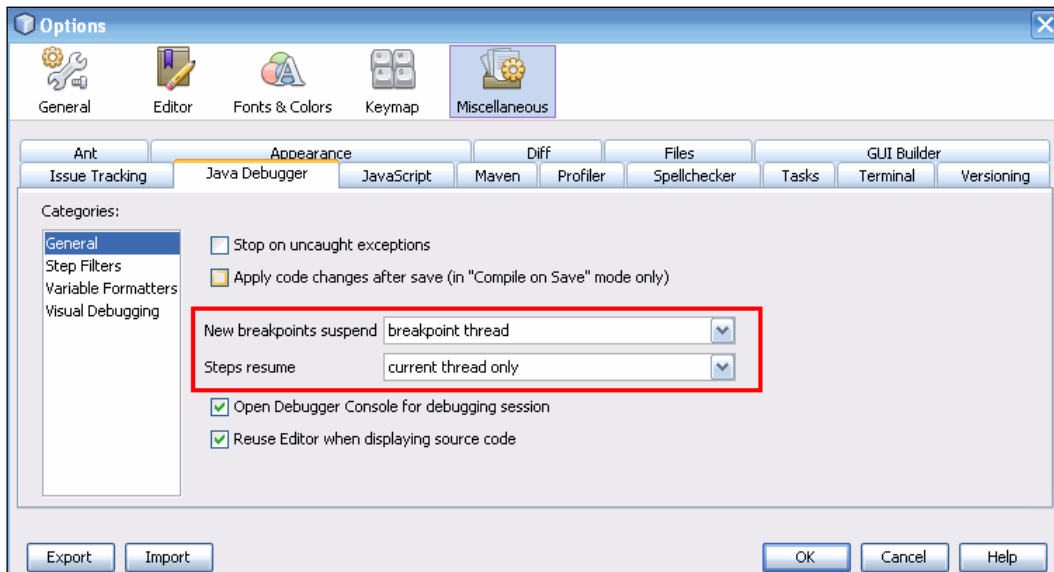 Options
General Editor Fonts & Colors Keymap Miscellaneous
Ant Appearance Diff Files GUI Builder
Issue Tracking Java Debugger JavaScript Maven Profiler Spellchecker Tasks Terminal Versioning
Categories:
General
Step Filters
Variable Formatters
Visual Debugging
Stop on uncaught exceptions
Apply code changes after save (in "Compile on Save" mode only)
New breakpoints suspend breakpoint thread
Steps resume current thread only
Open Debugger Console for debugging session
Reuse Editor when displaying source code
Export Import OK Cancel Help